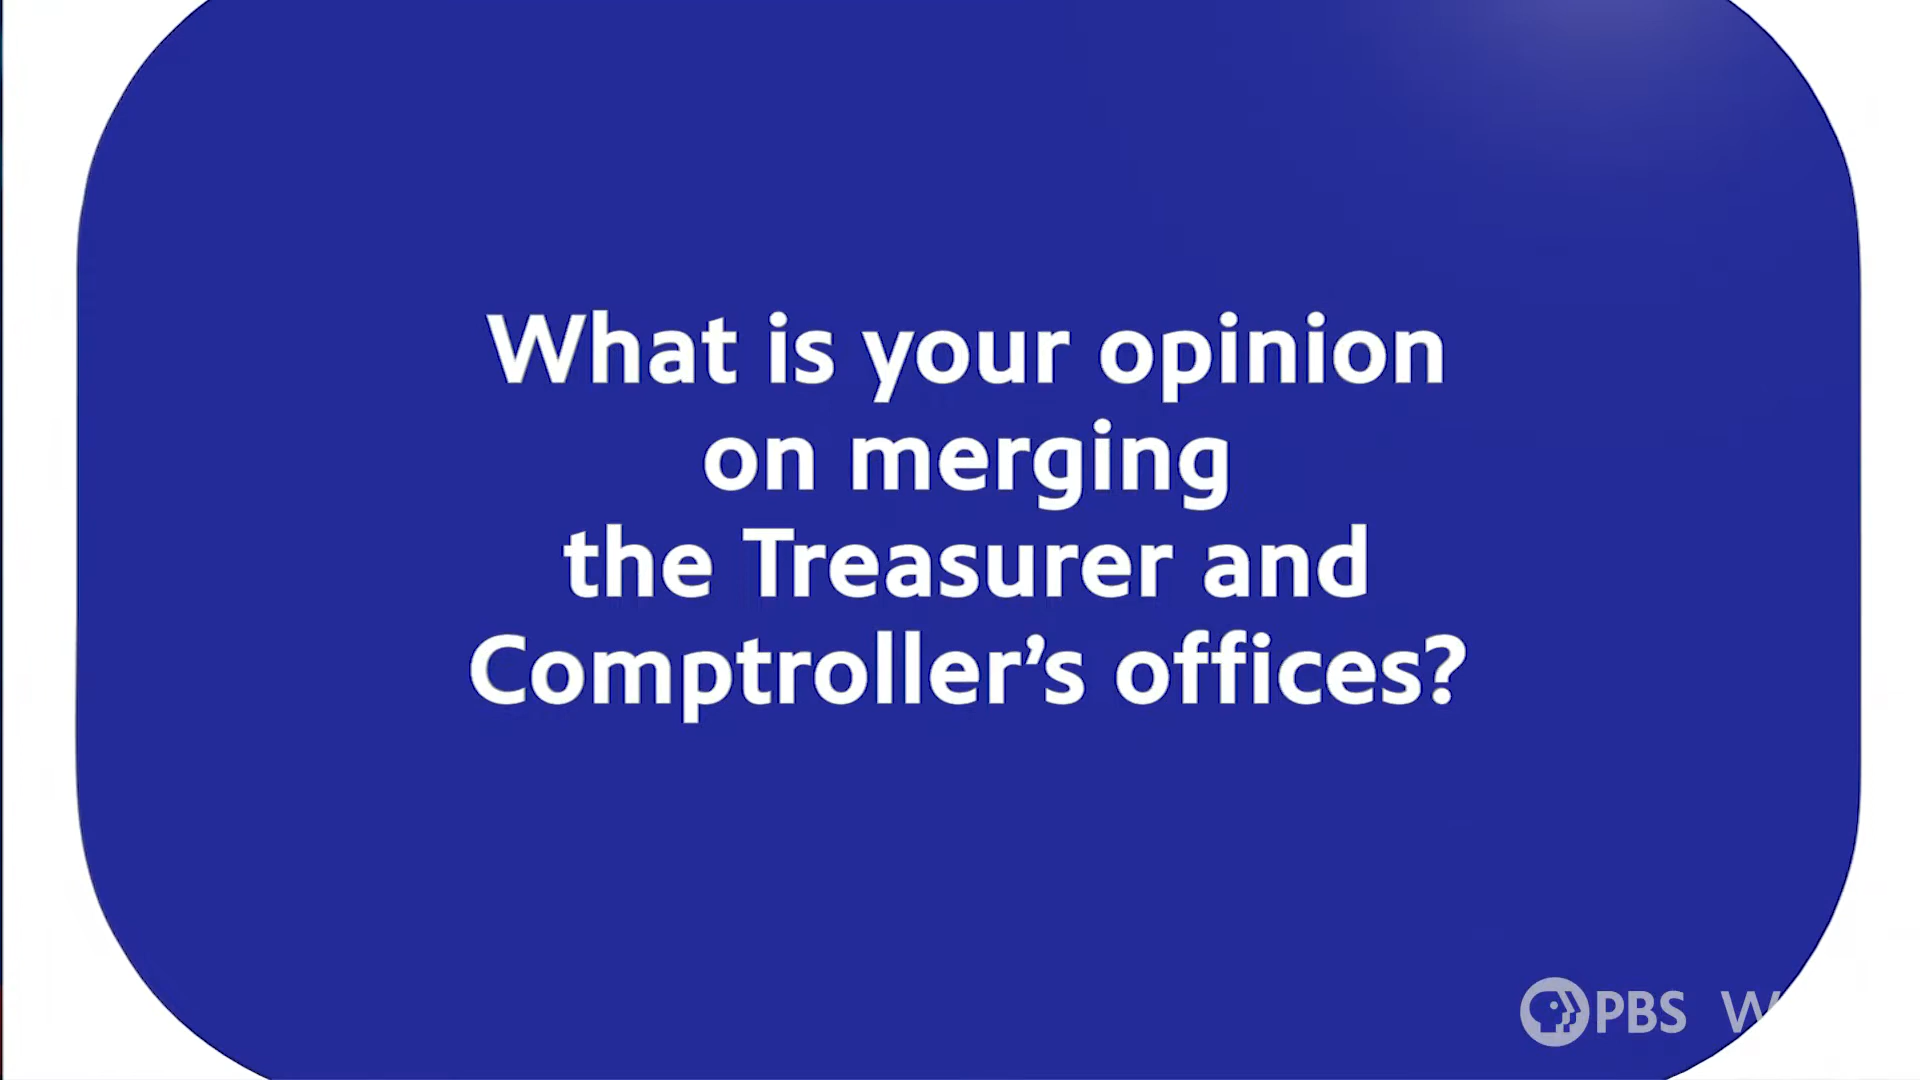 What is your opinion
on merging
the Treasurer and
Comptroller’s offices?
PBS W